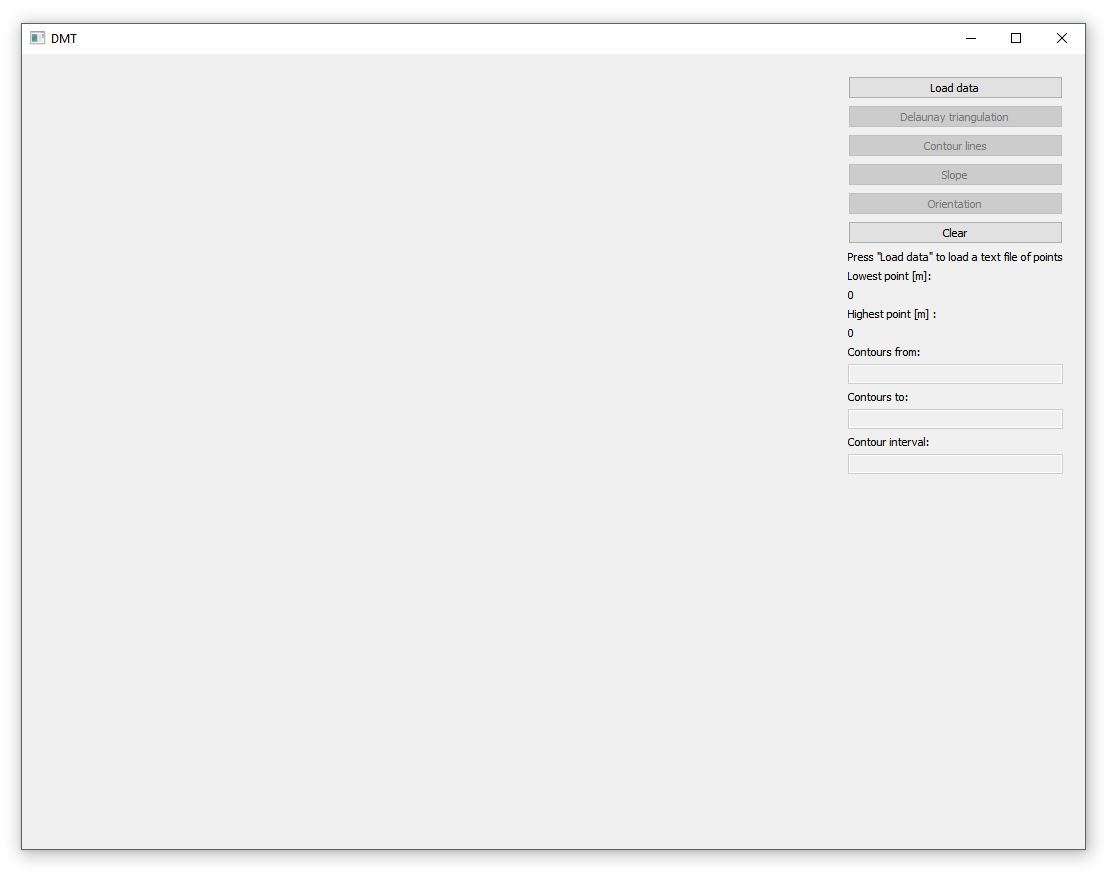 DMT
Load data
Delaunay triangulation
Contour lines
Slope
Orientation
Clear
Press "Load data" to load a text file of points
Lowest point [m]:
0
Highest point [m] :
0
Contours from:
Contours to:
Contour interval: